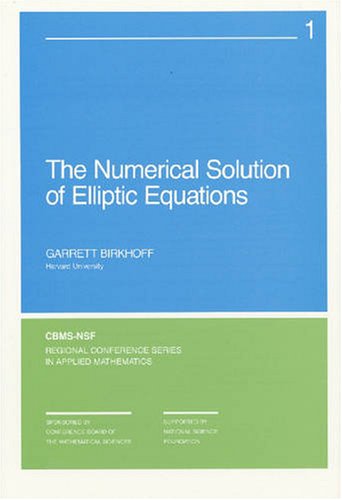 1
The Numerical Solution
of Elliptic Equations
GARRETT BIRKHOFF
Harvard University
CBMS-NSF
REGIONAL CONFERENCE SERIES
IN APPLIED MATHEMATICS
SPONSORED BY
CONFERENCE BOARD OF
THE MATHEMATICAL SCIENCES
SUPPORTED BY
NATIONAL SCIENCE
FOUNDATION